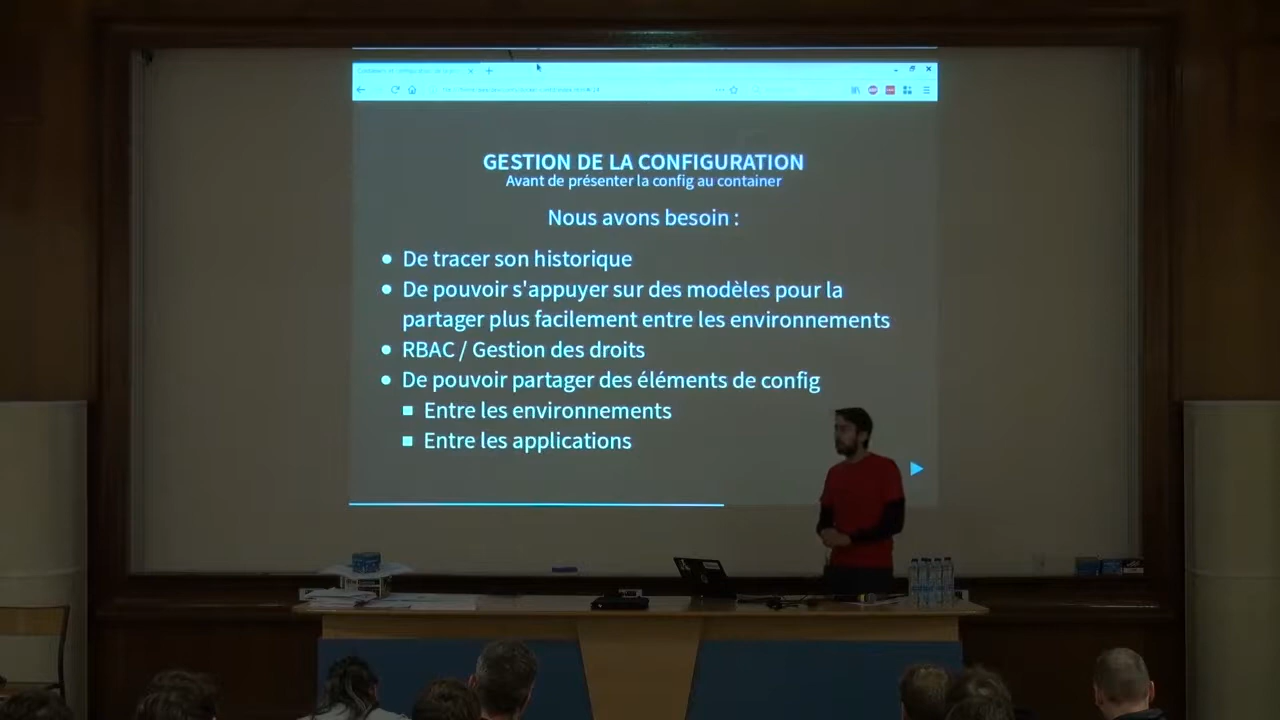 GESTION DE LA CONFIGURATION
Avant de présenter la config au container
Nous avons besoin :
De tracer son historique
De pouvoir s'appuyer sur des modèles pour la
partager plus facilement entre les environnements
RBAC / Gestion des droits
De pouvoir partager des éléments de config
Entre les environnements
Entre les applications